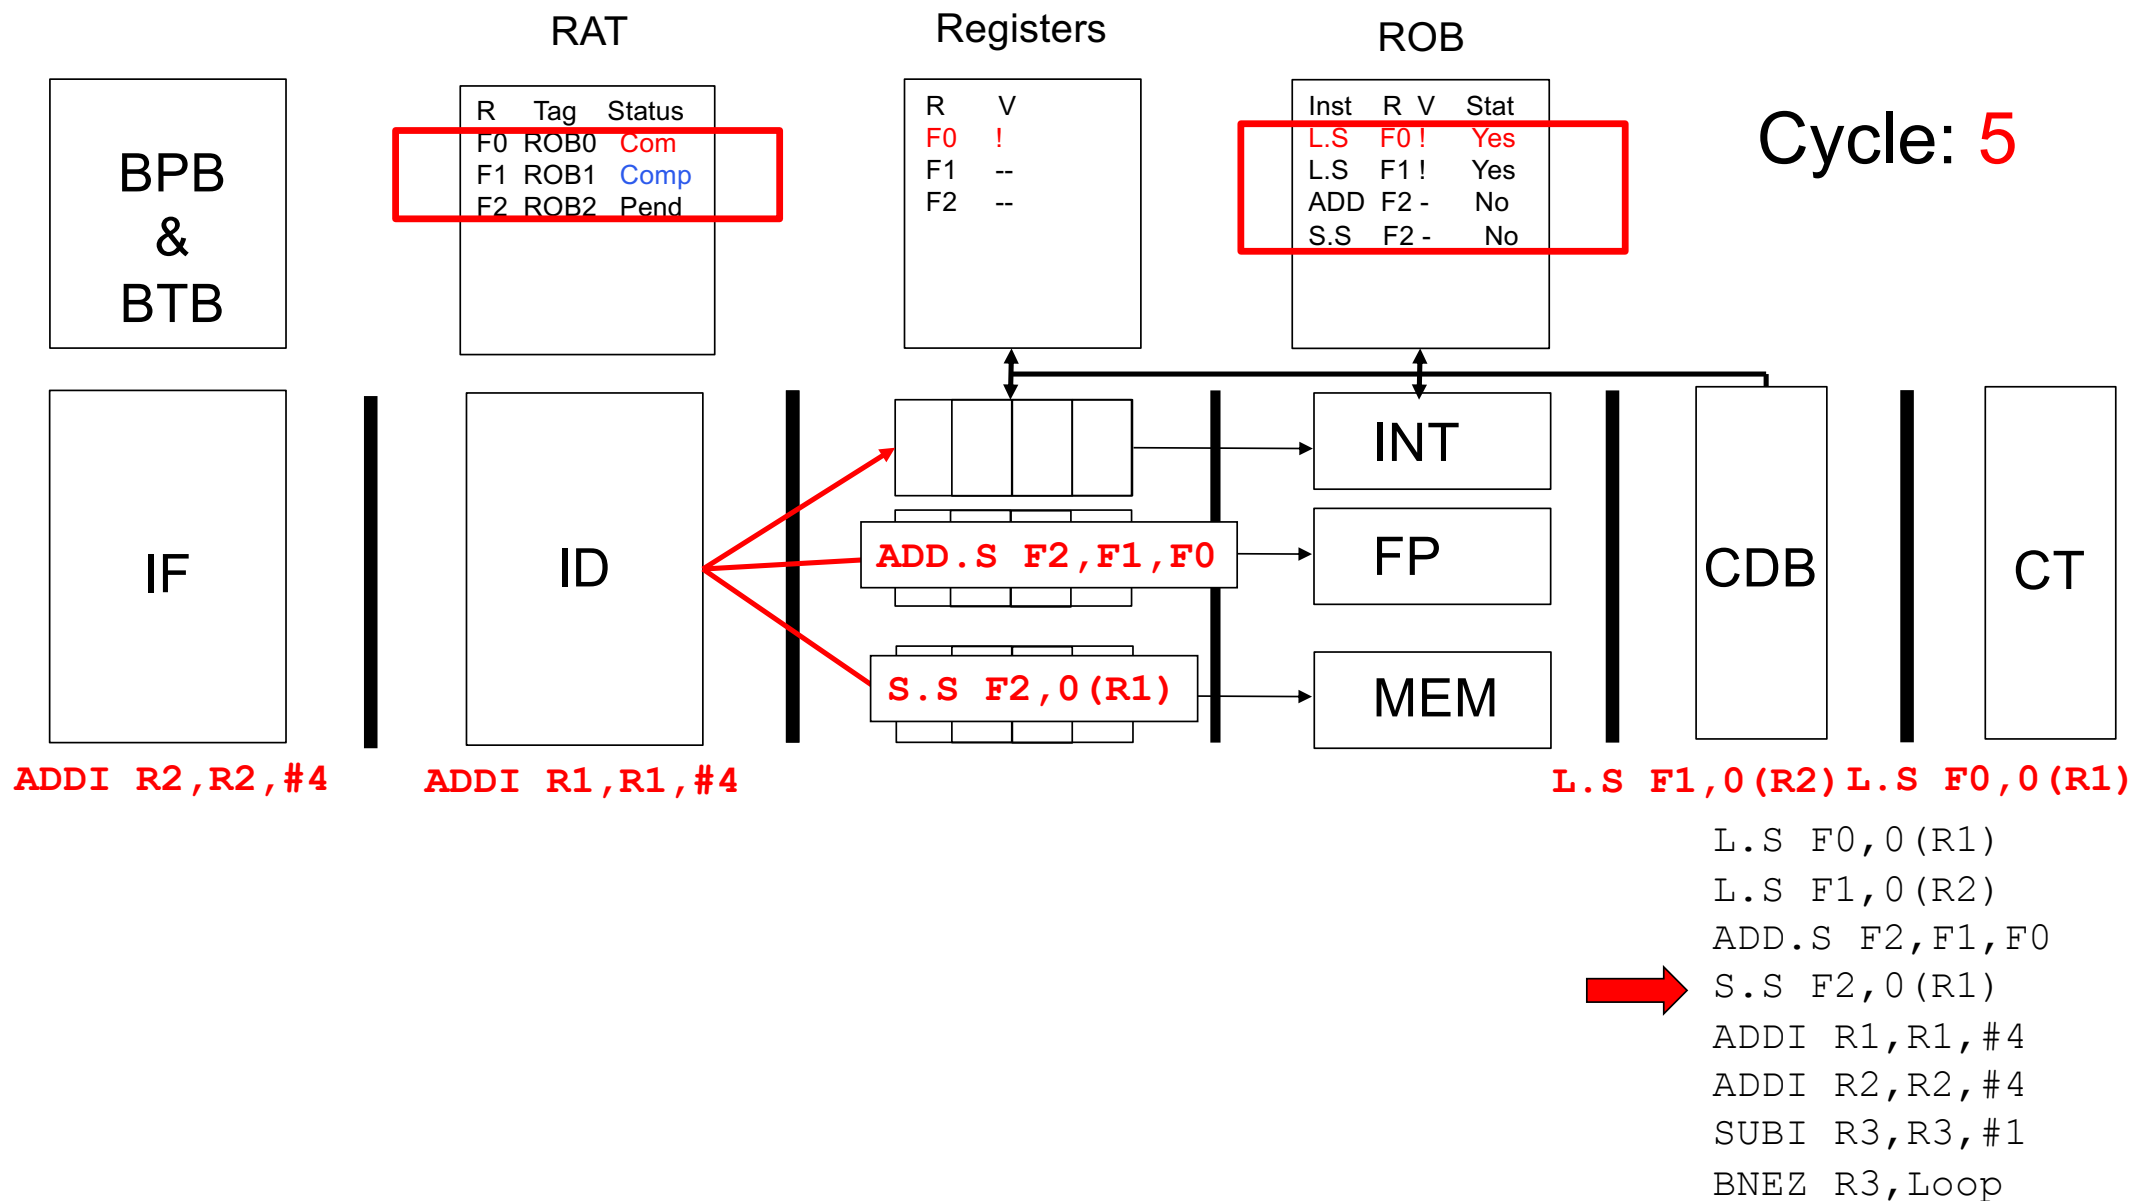 RAT
Registers
ROB
Cycle: 5
BPB
&
BTB
R Tag Status
F0 ROB0 Com
F1 ROB1 Comp
F2 ROB2 Pend
R V
F0 !
F1 --
F2 --
Inst R V Stat
L.S F0 ! Yes
L.S F1 ! Yes
ADD F2 - No
S.S F2 - No
IF
ID
INT
FP
MEM
CDB
CT
ADD.S F2,F1,F0
S.S F2,0(R1)
ADDI R2,R2,#4
ADDI R1,R1,#4
L.S F1,0(R2)
L.S F0,0(R1)
L.S F0,0(R1)
L.S F1,0(R2)
ADD.S F2,F1,F0
S.S F2,0(R1)
ADDI R1,R1,#4
ADDI R2,R2,#4
SUBI R3,R3,#1
BNEZ R3,Loop